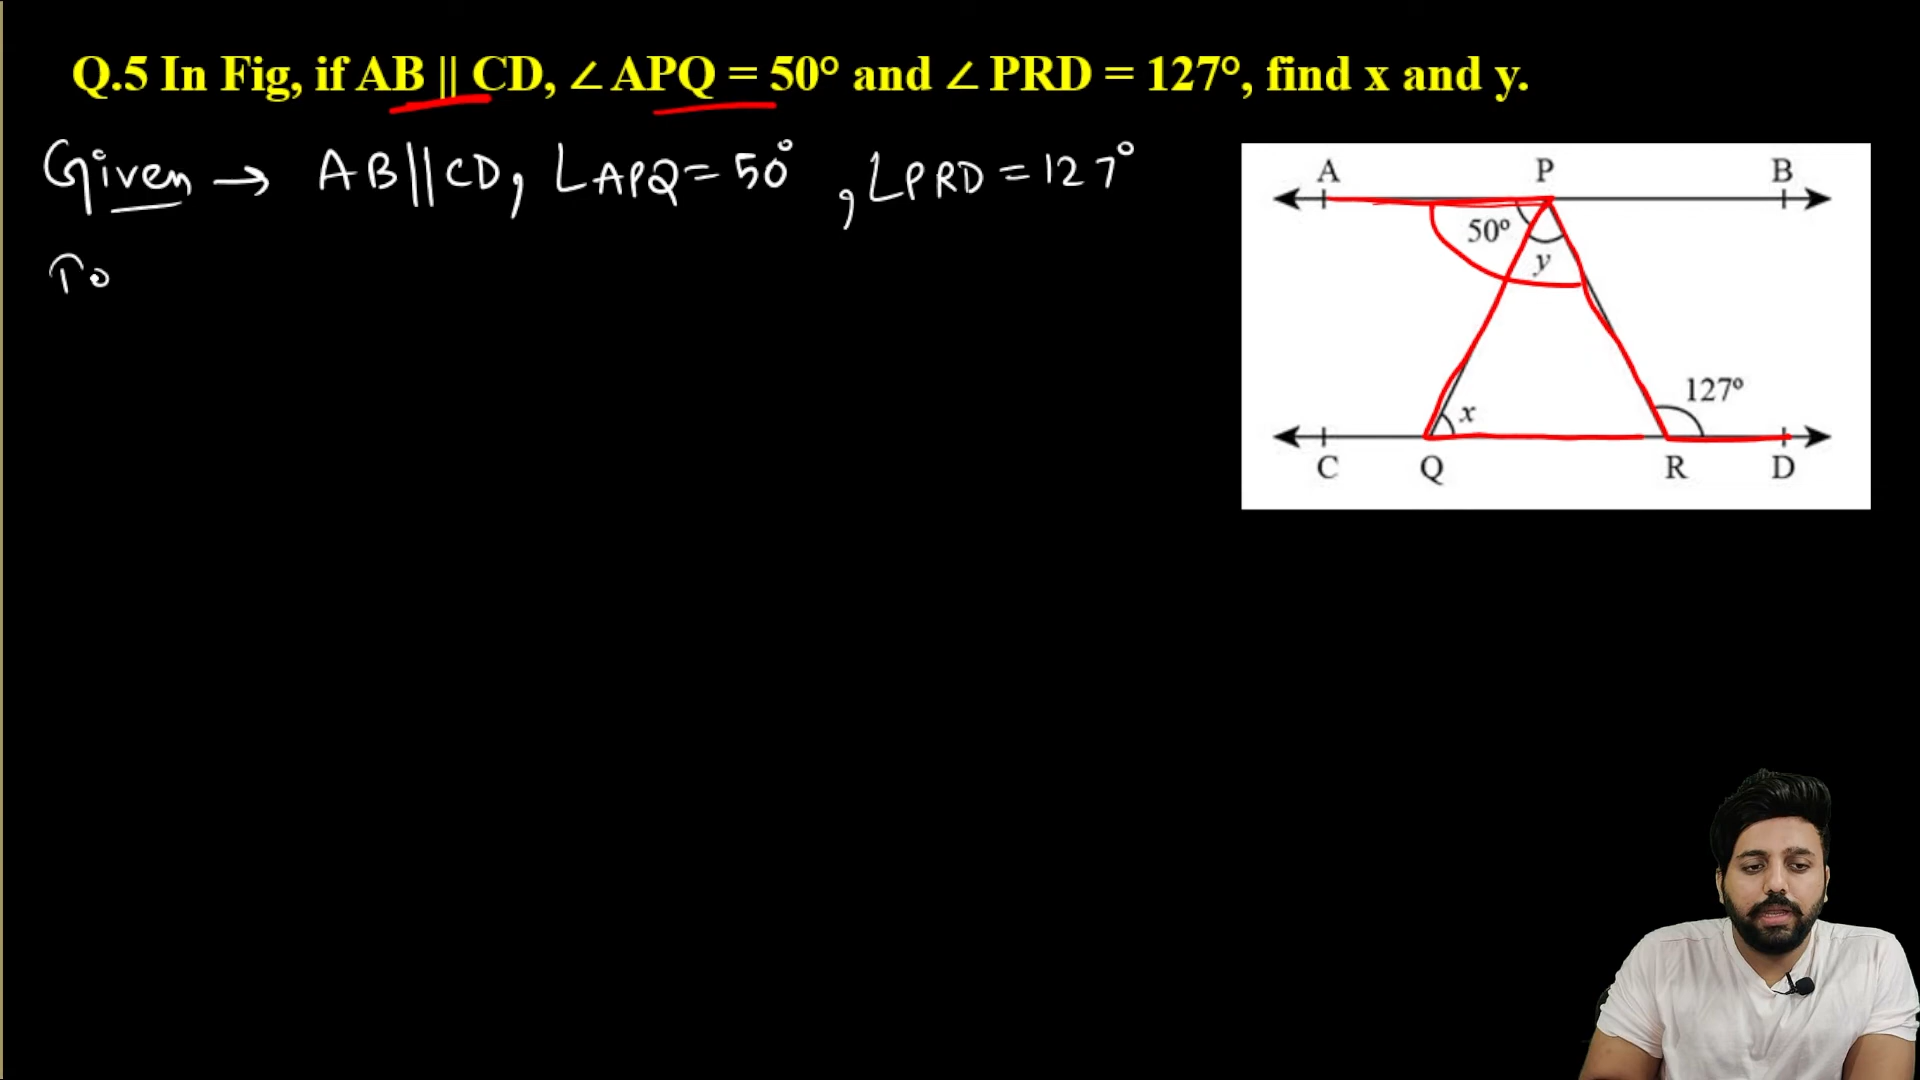 Q.5 In Fig, if AB || CD, ∠APQ = 50° and ∠PRD = 127°, find x and y.
Given → AB||CD, ∠APQ = 50°, ∠PRD = 127°
To
A P B
50°
y
127°
x
C Q R D